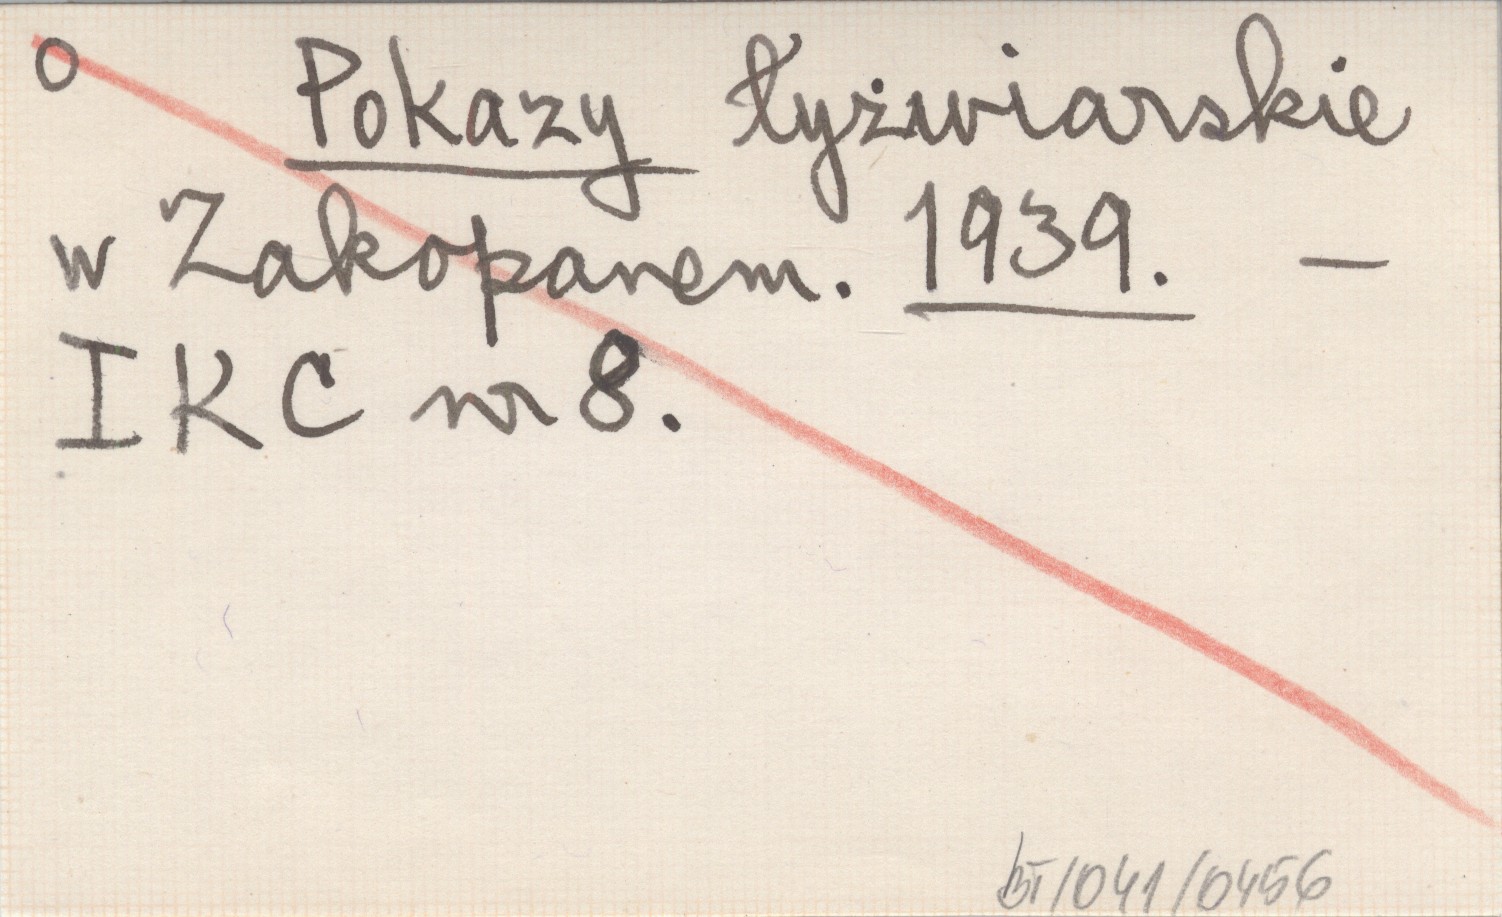 o Pokazy łyżwiarskie
w Zakopanem. 1939. —
IKC nr 8.
bt/041/0456